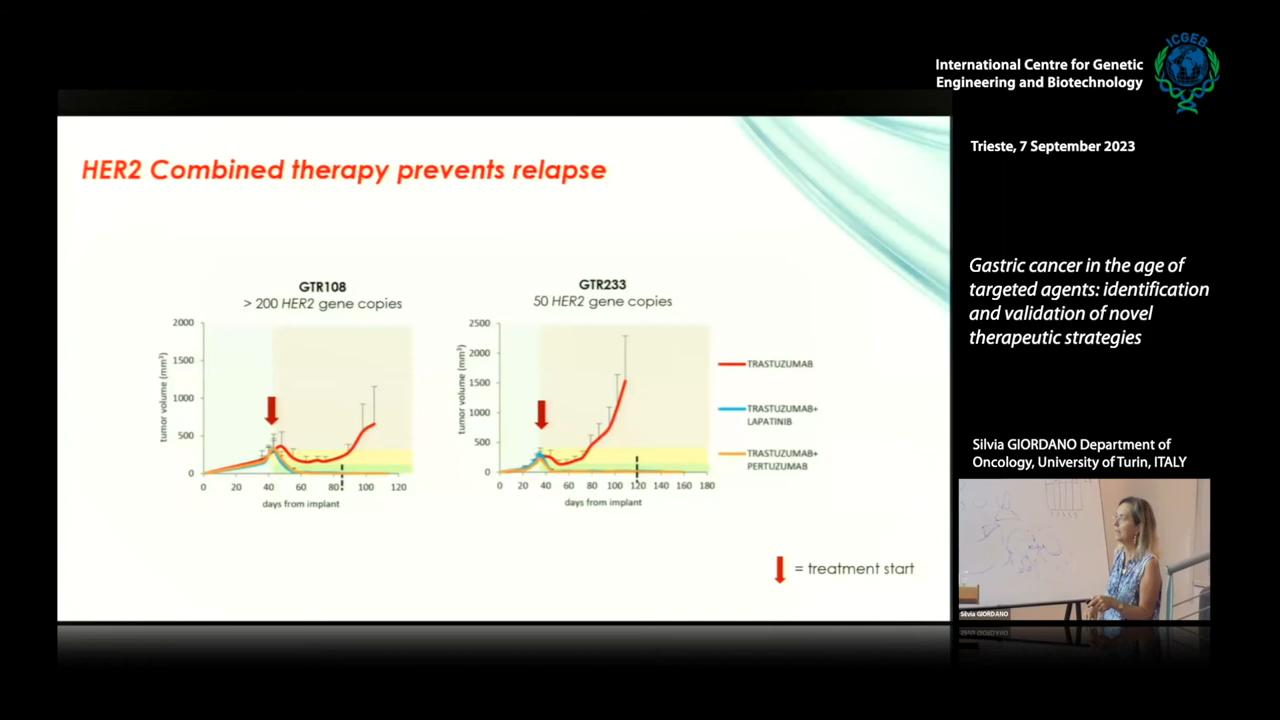 International Centre for Genetic
Engineering and Biotechnology
ICGEB
Trieste, 7 September 2023
HER2 Combined therapy prevents relapse
GTR108
> 200 HER2 gene copies
2000
1500
1000
500
0
tumor volume (mm³)
0 20 40 60 80 100 120
days from implant
GTR233
50 HER2 gene copies
2500
2000
1500
1000
500
0
tumor volume (mm³)
0 20 40 60 80 100 120 140 160 180
days from implant
TRASTUZUMAB
TRASTUZUMAB+
LAPATINIB
TRASTUZUMAB+
PERTUZUMAB
= treatment start
Gastric cancer in the age of
targeted agents: identification
and validation of novel
therapeutic strategies
Silvia GIORDANO Department of
Oncology, University of Turin, ITALY
Silvia GIORDANO